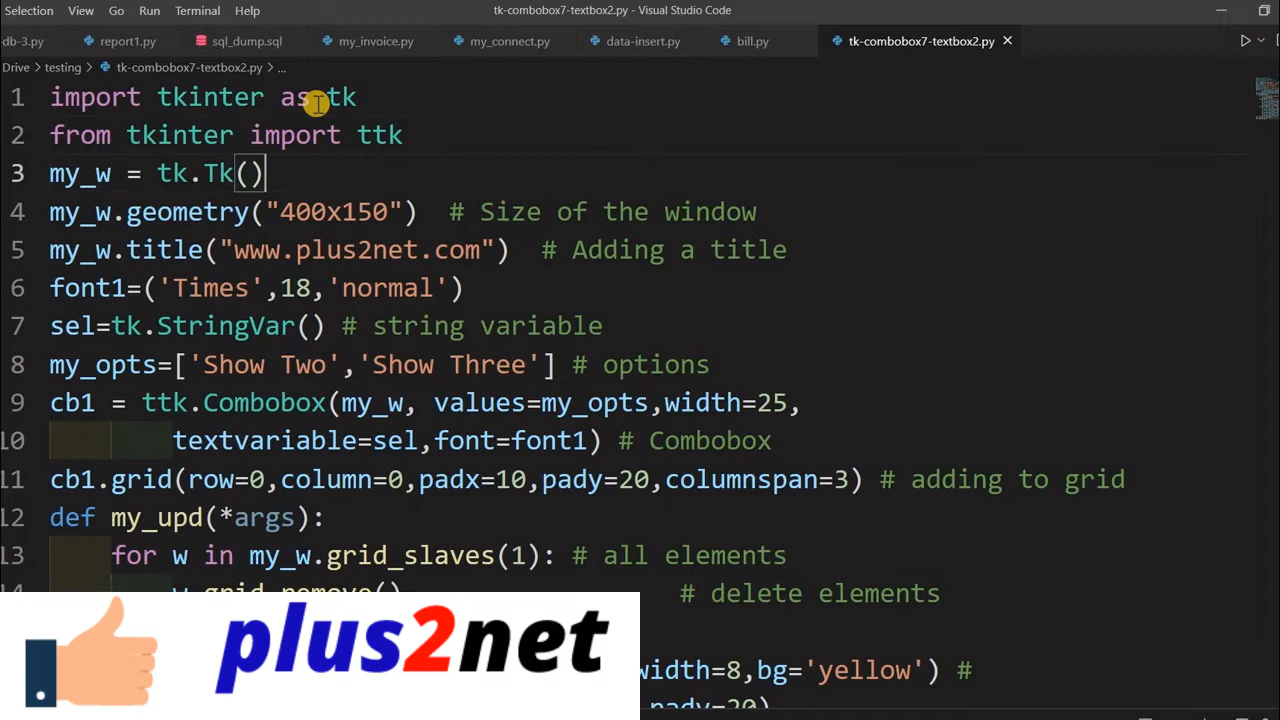 Selection View Go Run Terminal Help tk-combobox7-textbox2.py - Visual Studio Code
db-3.py report1.py sql_dump.sql my_invoice.py my_connect.py data-insert.py bill.py tk-combobox7-textbox2.py
Drive > testing > tk-combobox7-textbox2.py > ...
1 import tkinter as tk
2 from tkinter import ttk
3 my_w = tk.Tk()
4 my_w.geometry("400x150") # Size of the window
5 my_w.title("www.plus2net.com") # Adding a title
6 font1=('Times',18,'normal')
7 sel=tk.StringVar() # string variable
8 my_opts=['Show Two','Show Three'] # options
9 cb1 = ttk.Combobox(my_w, values=my_opts,width=25,
10 textvariable=sel,font=font1) # Combobox
11 cb1.grid(row=0,column=0,padx=10,pady=20,columnspan=3) # adding to grid
12 def my_upd(*args):
13 for w in my_w.grid_slaves(1): # all elements
14 w.grid_remove() # delete elements
width=8,bg='yellow') #
pady=20)
plus2net